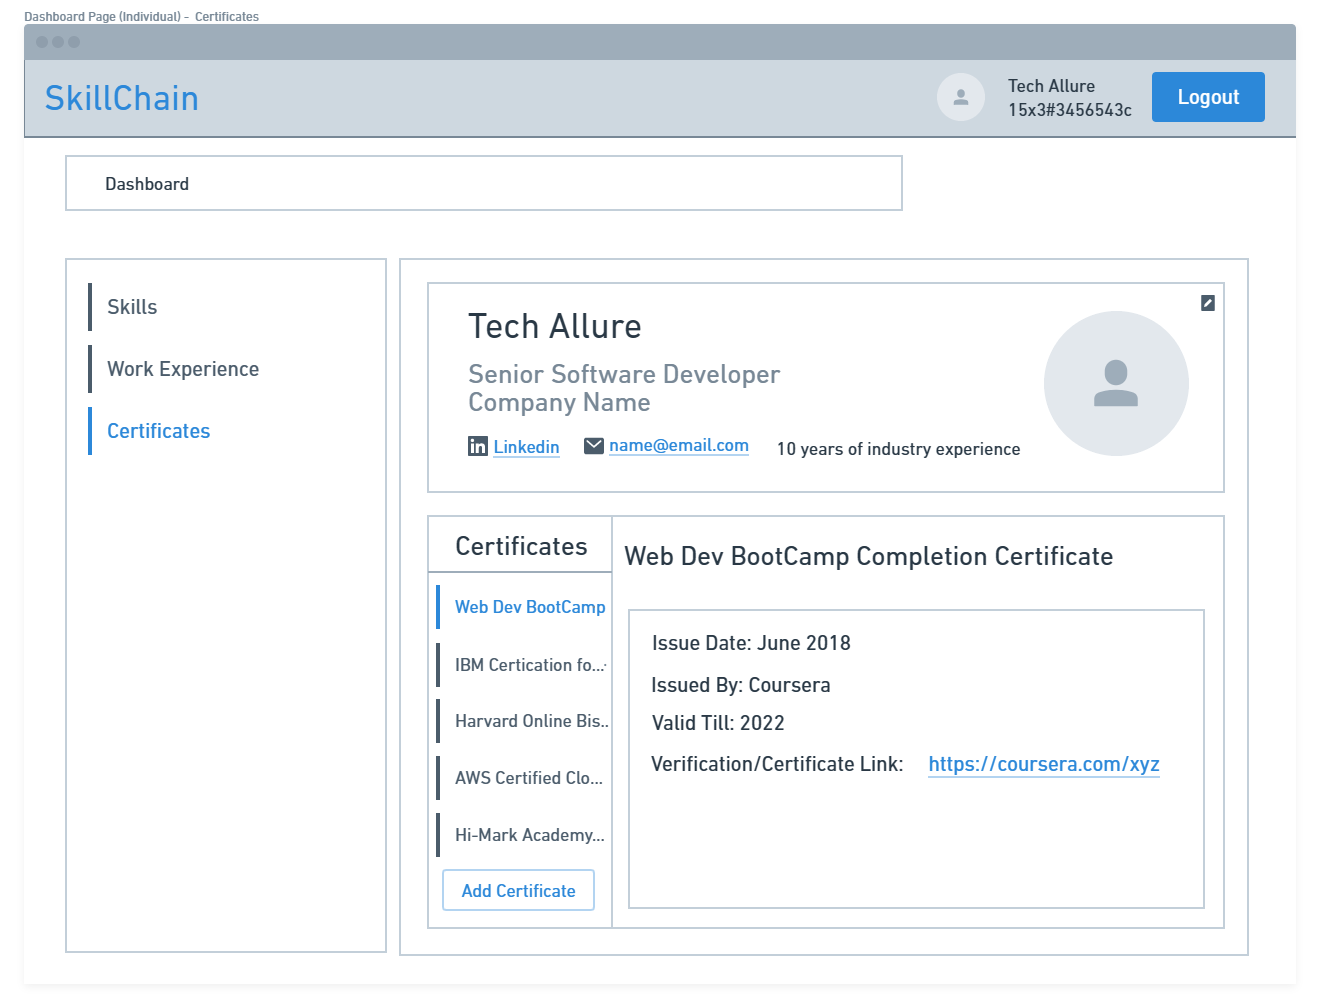 Dashboard Page (Individual) - Certificates
SkillChain
Tech Allure
15x3#3456543c
Logout
Dashboard
Skills
Work Experience
Certificates
Tech Allure
Senior Software Developer
Company Name
Linkedin
name@email.com
10 years of industry experience
Certificates
Web Dev BootCamp
IBM Certication fo...
Harvard Online Bis..
AWS Certified Clo...
Hi-Mark Academy...
Add Certificate
Web Dev BootCamp Completion Certificate
Issue Date: June 2018
Issued By: Coursera
Valid Till: 2022
Verification/Certificate Link: https://coursera.com/xyz